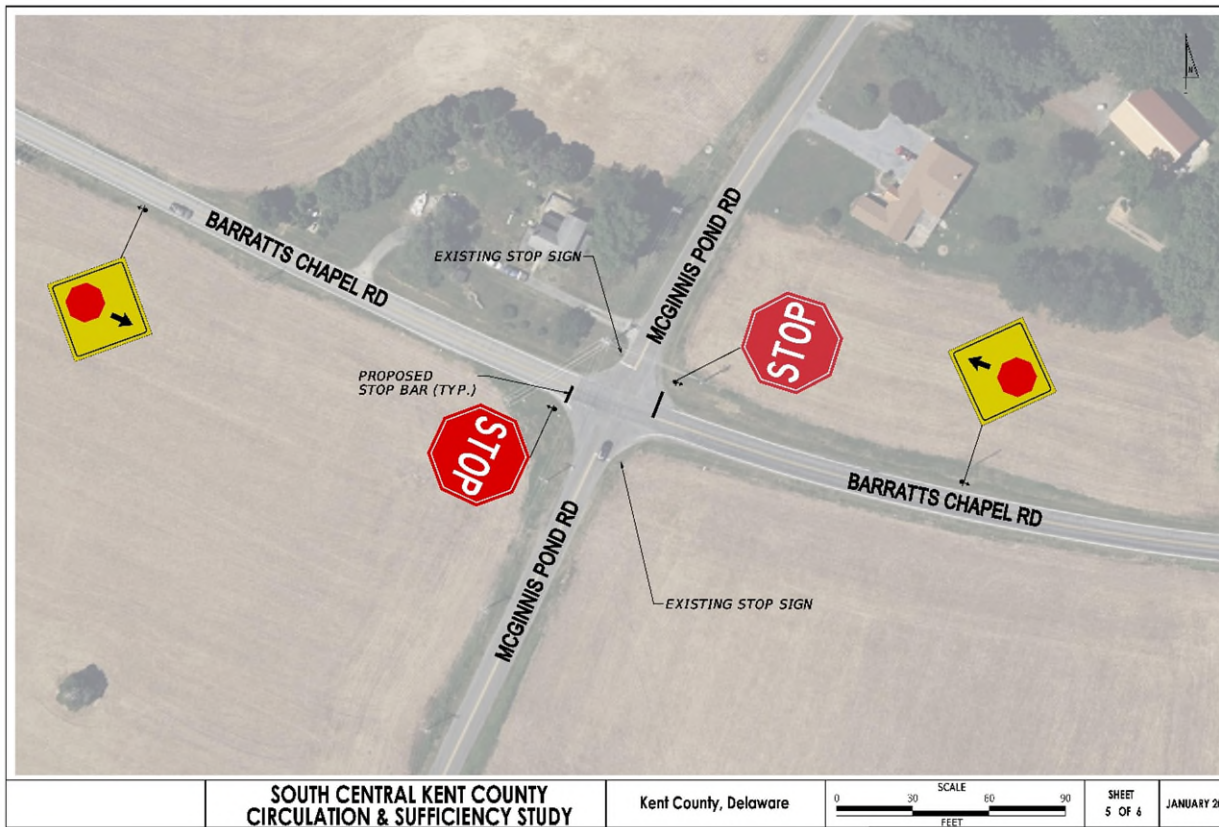 N
BARRATTS CHAPEL RD
EXISTING STOP SIGN
MCGINNIS POND RD
STOP
PROPOSED
STOP BAR (TYP.)
STOP
BARRATTS CHAPEL RD
MCGINNIS POND RD
EXISTING STOP SIGN
SOUTH CENTRAL KENT COUNTY
CIRCULATION & SUFFICIENCY STUDY
Kent County, Delaware
SCALE
0 30 60 90
FEET
SHEET
5 OF 6
JANUARY 20